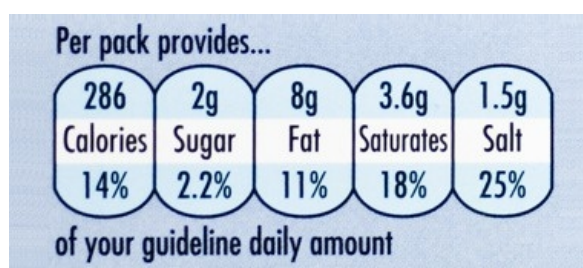 Per pack provides...
286 2g 8g 3.6g 1.5g
Calories Sugar Fat Saturates Salt
14% 2.2% 11% 18% 25%
of your guideline daily amount